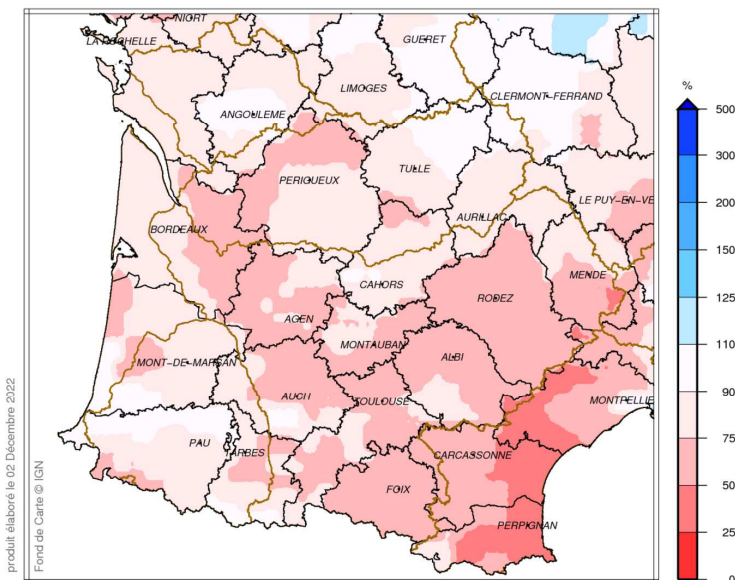 NIORT
LA ROCHELLE
GUERET
LIMOGES
CLERMONT-FERRAND
ANGOULEME
TULLE
PERIGUEUX
LE PUY-EN-VE
AURILLAC
BORDEAUX
MENDE
CAHORS
RODEZ
AGEN
MONTAUBAN
ALBI
MONT-DE-MARSAN
AUCH
TOULOUSE
MONTPELLIE
PAU
TARBES
CARCASSONNE
FOIX
PERPIGNAN
%
500
300
200
150
125
110
90
75
50
25
0
produit élaboré le 02 Décembre 2022
Fond de Carte © IGN